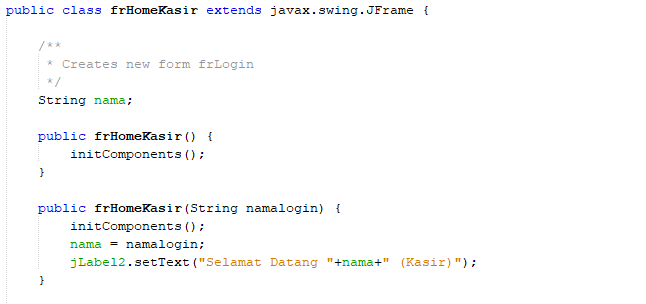 public class frHomeKasir extends javax.swing.JFrame {
/**
* Creates new form frLogin
*/
String nama;
public frHomeKasir() {
initComponents();
}
public frHomeKasir(String namalogin) {
initComponents();
nama = namalogin;
jLabel2.setText("Selamat Datang "+nama+" (Kasir)");
}